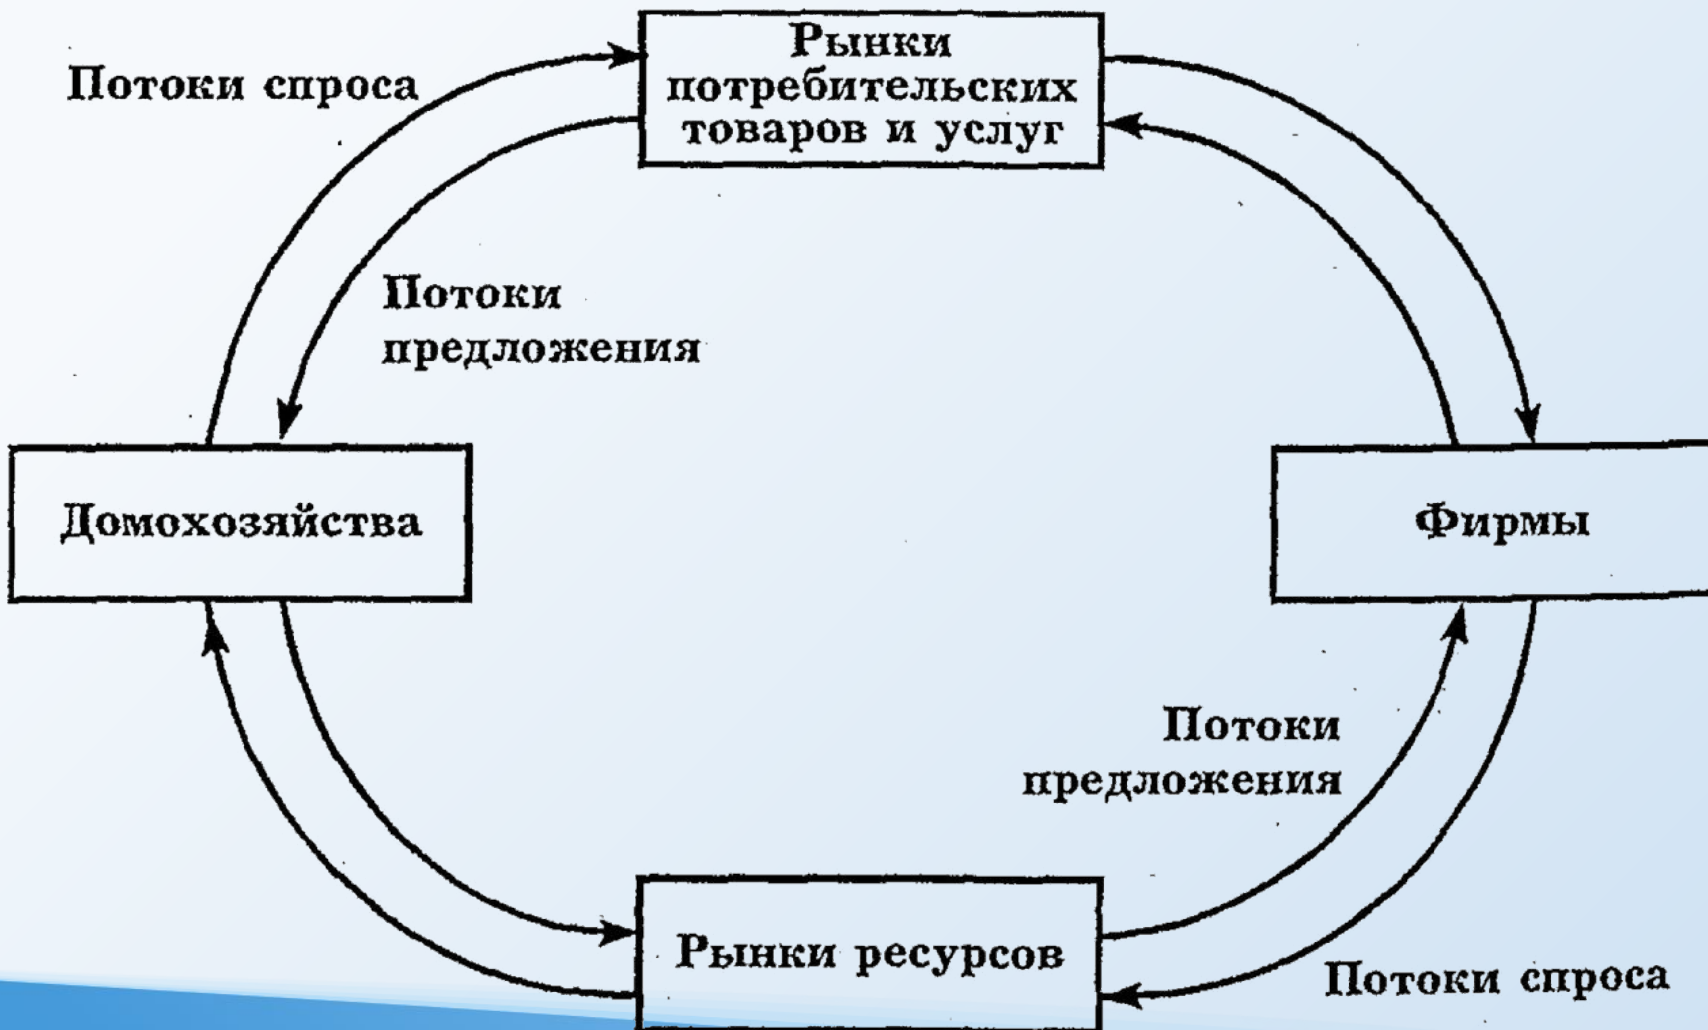 Потоки спроса
Рынки
потребительских
товаров и услуг
Потоки
предложения
Домохозяйства
Фирмы
Потоки
предложения
Рынки ресурсов
Потоки спроса